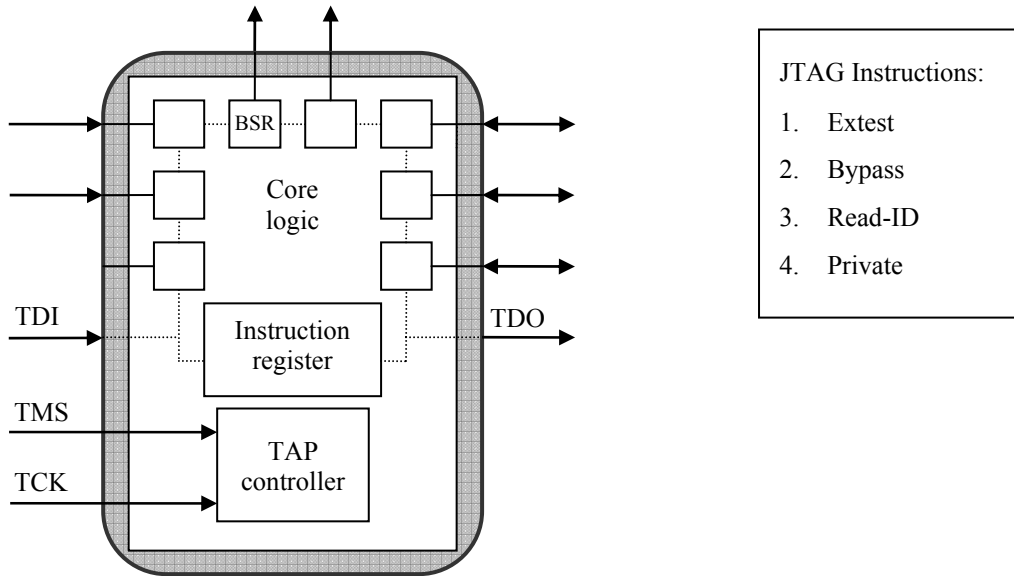 BSR
Core
logic
TDI
Instruction
register
TDO
TMS
TAP
controller
TCK
JTAG Instructions:
1. Extest
2. Bypass
3. Read-ID
4. Private